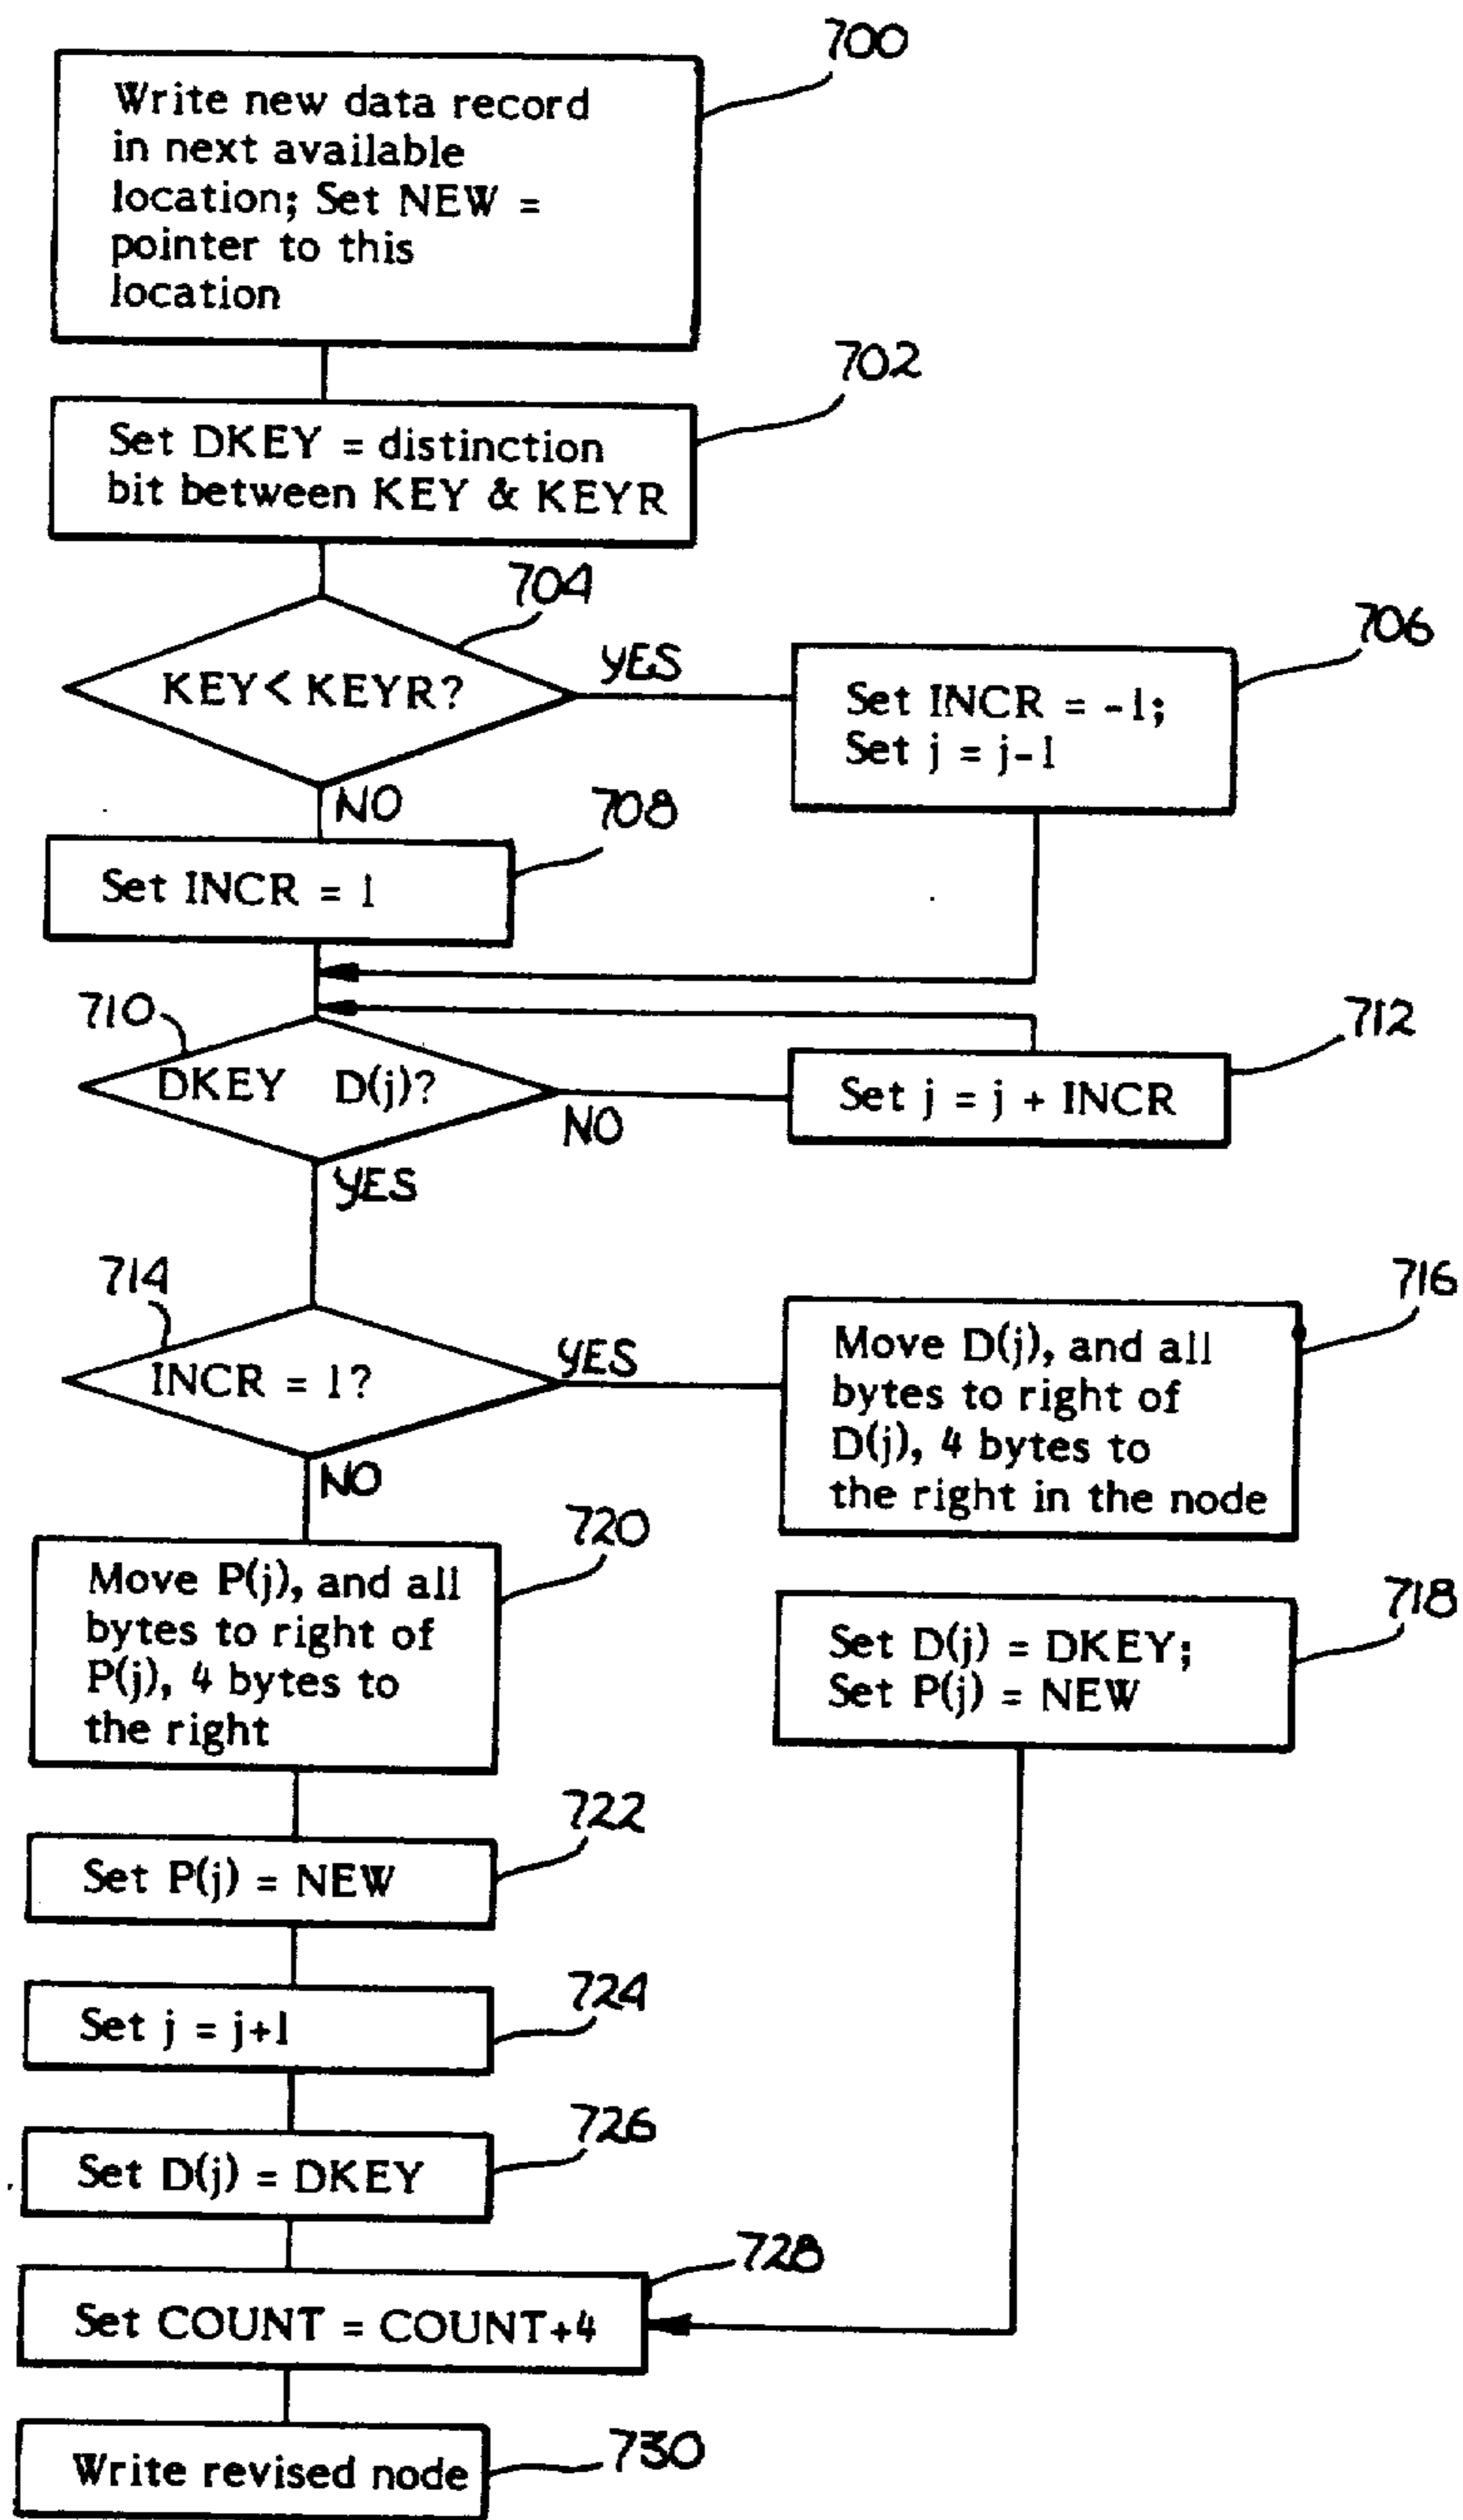 700
Write new data record
in next available
location; Set NEW =
pointer to this
location
702
Set DKEY = distinction
bit between KEY & KEYR
704
KEY< KEYR?
YES
706
Set INCR = -1;
Set j = j-1
NO
708
Set INCR = 1
710
DKEY D(j)?
NO
712
Set j = j + INCR
YES
714
INCR = 1?
YES
716
Move D(j), and all
bytes to right of
D(j), 4 bytes to
the right in the node
NO
720
Move P(j), and all
bytes to right of
P(j), 4 bytes to
the right
718
Set D(j) = DKEY;
Set P(j) = NEW
722
Set P(j) = NEW
724
Set j = j+1
726
Set D(j) = DKEY
728
Set COUNT = COUNT+4
730
Write revised node